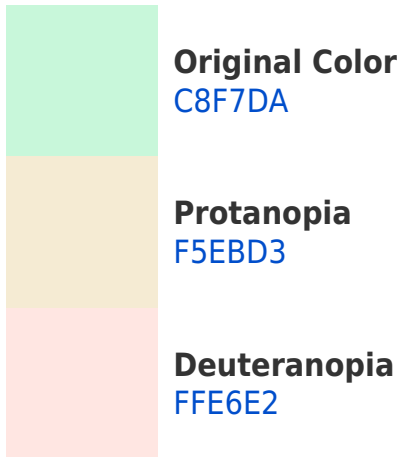 Original Color
C8F7DA
Protanopia
F5EBD3
Deuteranopia
FFE6E2